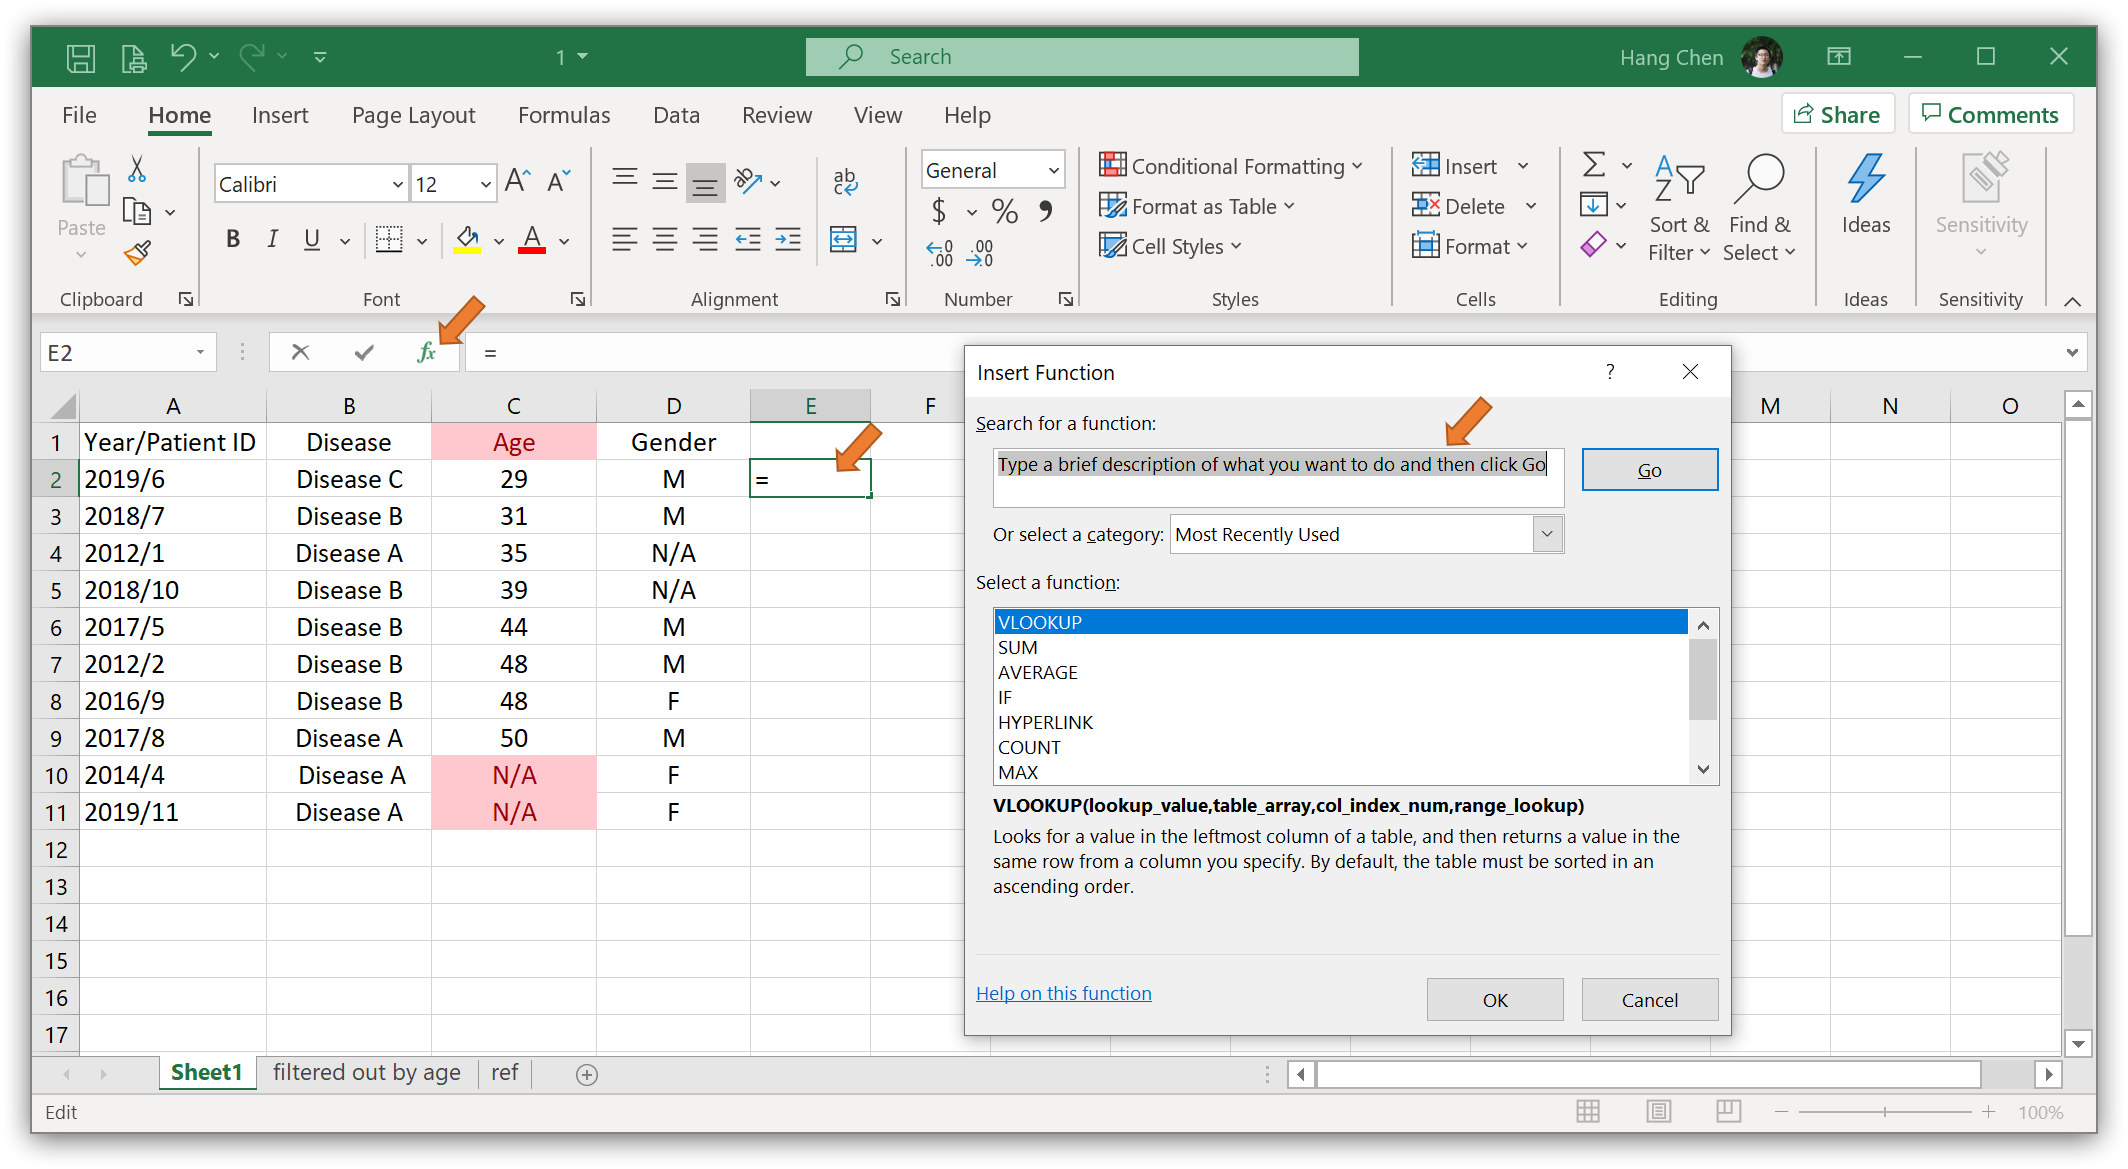 1
Search
Hang Chen
File Home Insert Page Layout Formulas Data Review View Help
Share Comments
Paste
Calibri 12
B I U
ab
c
General
$ % 9
Conditional Formatting
Format as Table
Cell Styles
Insert
Delete
Format
Sort & Filter
Find & Select
Ideas
Sensitivity
Clipboard Font Alignment Number Styles Cells Editing Ideas Sensitivity
E2 fx =
A B C D E F M N O
1 Year/Patient ID Disease Age Gender
2 2019/6 Disease C 29 M =
3 2018/7 Disease B 31 M
4 2012/1 Disease A 35 N/A
5 2018/10 Disease B 39 N/A
6 2017/5 Disease B 44 M
7 2012/2 Disease B 48 M
8 2016/9 Disease B 48 F
9 2017/8 Disease A 50 M
10 2014/4 Disease A N/A F
11 2019/11 Disease A N/A F
12
13
14
15
16
17
Insert Function ?
Search for a function:
Type a brief description of what you want to do and then click Go
Go
Or select a category: Most Recently Used
Select a function:
VLOOKUP
SUM
AVERAGE
IF
HYPERLINK
COUNT
MAX
VLOOKUP(lookup_value,table_array,col_index_num,range_lookup)
Looks for a value in the leftmost column of a table, and then returns a value in the
same row from a column you specify. By default, the table must be sorted in an
ascending order.
Help on this function
OK Cancel
Sheet1 filtered out by age ref
Edit 100%